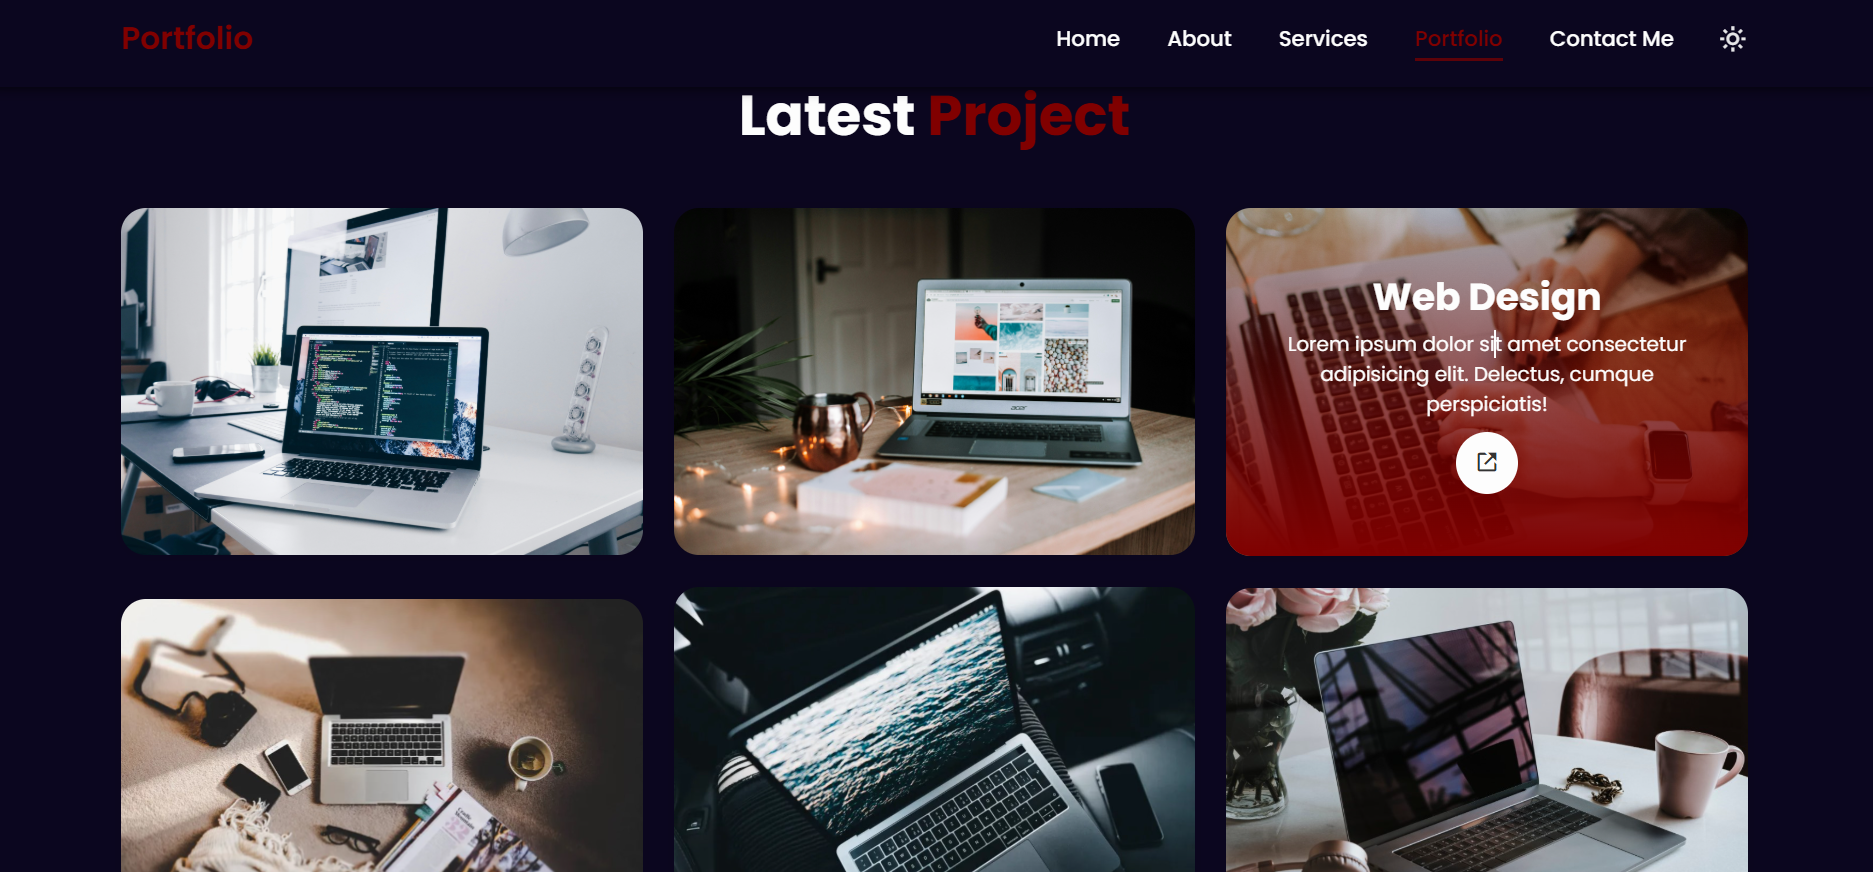 Portfolio
Home About Services Portfolio Contact Me
Latest Project
acer
Web Design
Lorem ipsum dolor sit amet consectetur
adipisicing elit. Delectus, cumque
perspiciatis!